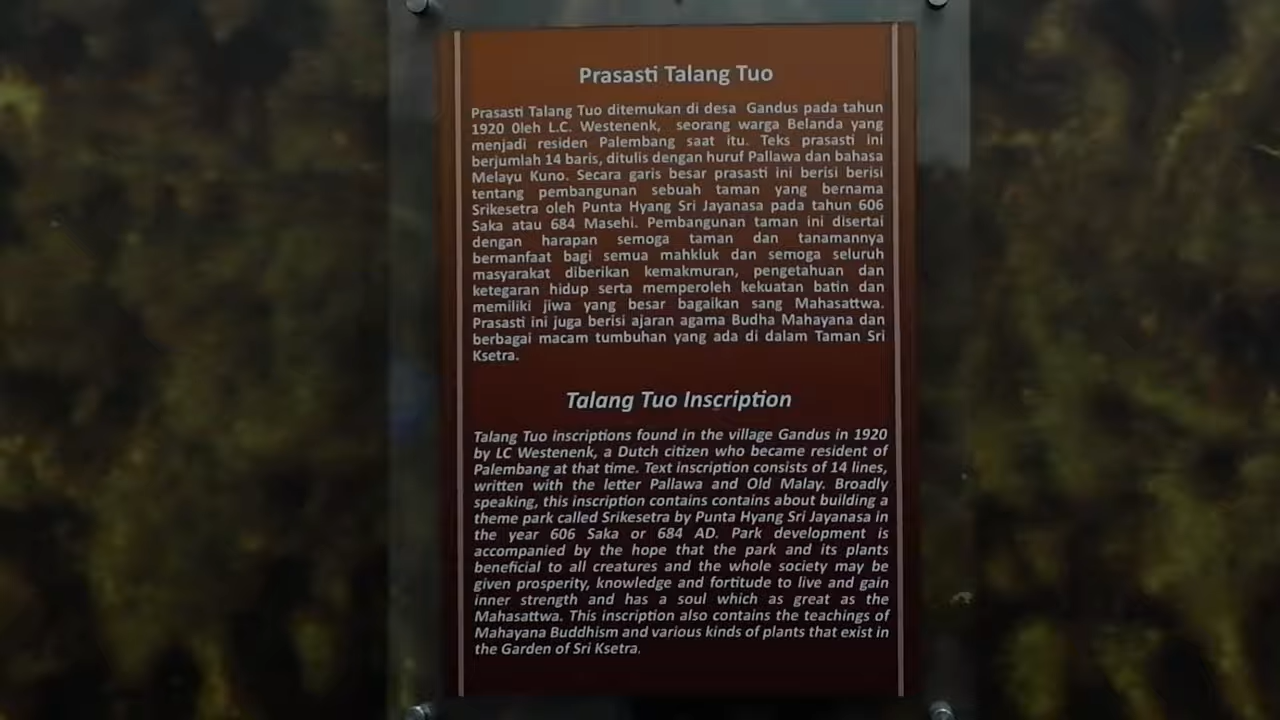 Prasasti Talang Tuo
Prasasti Talang Tuo ditemukan di desa Gandus pada tahun
1920 0leh L.C. Westenenk, seorang warga Belanda yang
menjadi residen Palembang saat itu. Teks prasasti ini
berjumlah 14 baris, ditulis dengan huruf Pallawa dan bahasa
Melayu Kuno. Secara garis besar prasasti ini berisi berisi
tentang pembangunan sebuah taman yang bernama
Srikesetra oleh Punta Hyang Sri Jayanasa pada tahun 606
Saka atau 684 Masehi. Pembangunan taman ini disertai
dengan harapan semoga taman dan tanamannya
bermanfaat bagi semua mahkluk dan semoga seluruh
masyarakat diberikan kemakmuran, pengetahuan dan
ketegaran hidup serta memperoleh kekuatan batin dan
memiliki jiwa yang besar bagaikan sang Mahasattwa.
Prasasti ini juga berisi ajaran agama Budha Mahayana dan
berbagai macam tumbuhan yang ada di dalam Taman Sri
Ksetra.
Talang Tuo Inscription
Talang Tuo inscriptions found in the village Gandus in 1920
by LC Westenenk, a Dutch citizen who became resident of
Palembang at that time. Text inscription consists of 14 lines,
written with the letter Pallawa and Old Malay. Broadly
speaking, this inscription contains contains about building a
theme park called Srikesetra by Punta Hyang Sri Jayanasa in
the year 606 Saka or 684 AD. Park development is
accompanied by the hope that the park and its plants
beneficial to all creatures and the whole society may be
given prosperity, knowledge and fortitude to live and gain
inner strength and has a soul which as great as the
Mahasattwa. This inscription also contains the teachings of
Mahayana Buddhism and various kinds of plants that exist in
the Garden of Sri Ksetra.